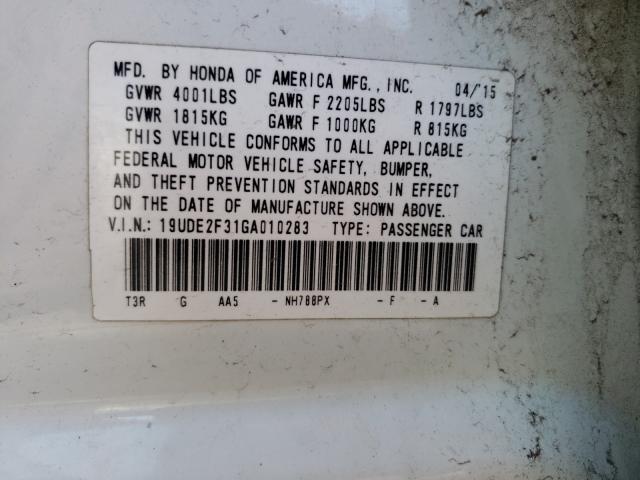 MFD. BY HONDA OF AMERICA MFG., INC. 04/'15
GVWR 4001LBS GAWR F 2205LBS R 1797LBS
GVWR 1815KG GAWR F 1000KG R 815KG
THIS VEHICLE CONFORMS TO ALL APPLICABLE
FEDERAL MOTOR VEHICLE SAFETY, BUMPER,
AND THEFT PREVENTION STANDARDS IN EFFECT
ON THE DATE OF MANUFACTURE SHOWN ABOVE.
V.I.N.: 19UDE2F31GA010283 TYPE: PASSENGER CAR
T3R G AA5 - NH788PX - F - A